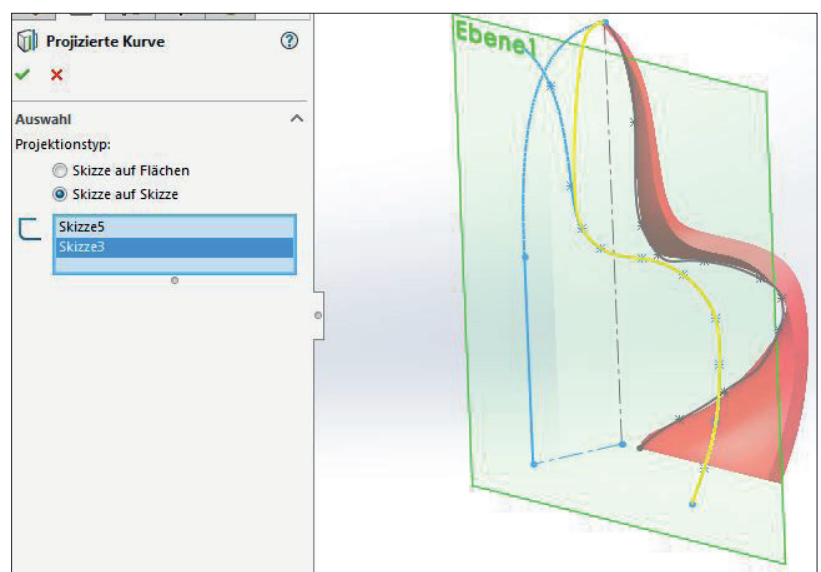 Projizierte Kurve
Auswahl
Projektionstyp:
Skizze auf Flächen
Skizze auf Skizze
Skizze5
Skizze3
Ebene1